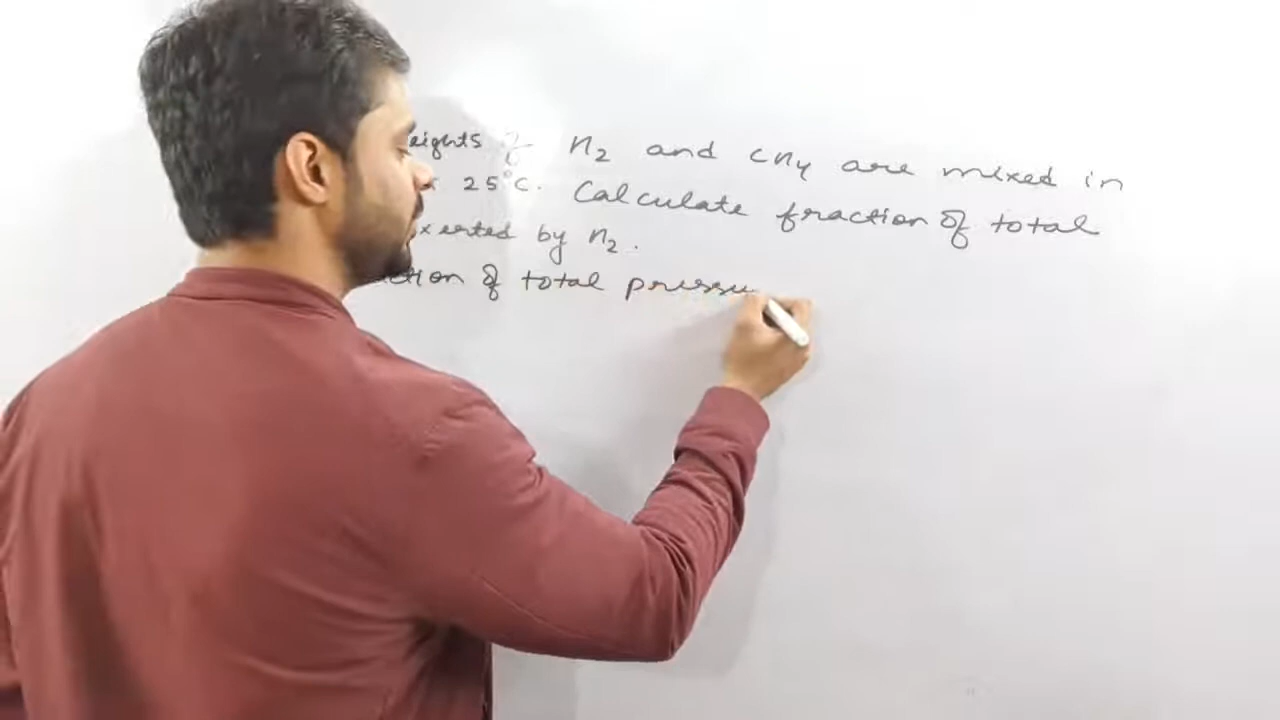 eights of N2 and CH4 are mixed in
25°C. Calculate fraction of total
xerted by N2.
ction of total pressu